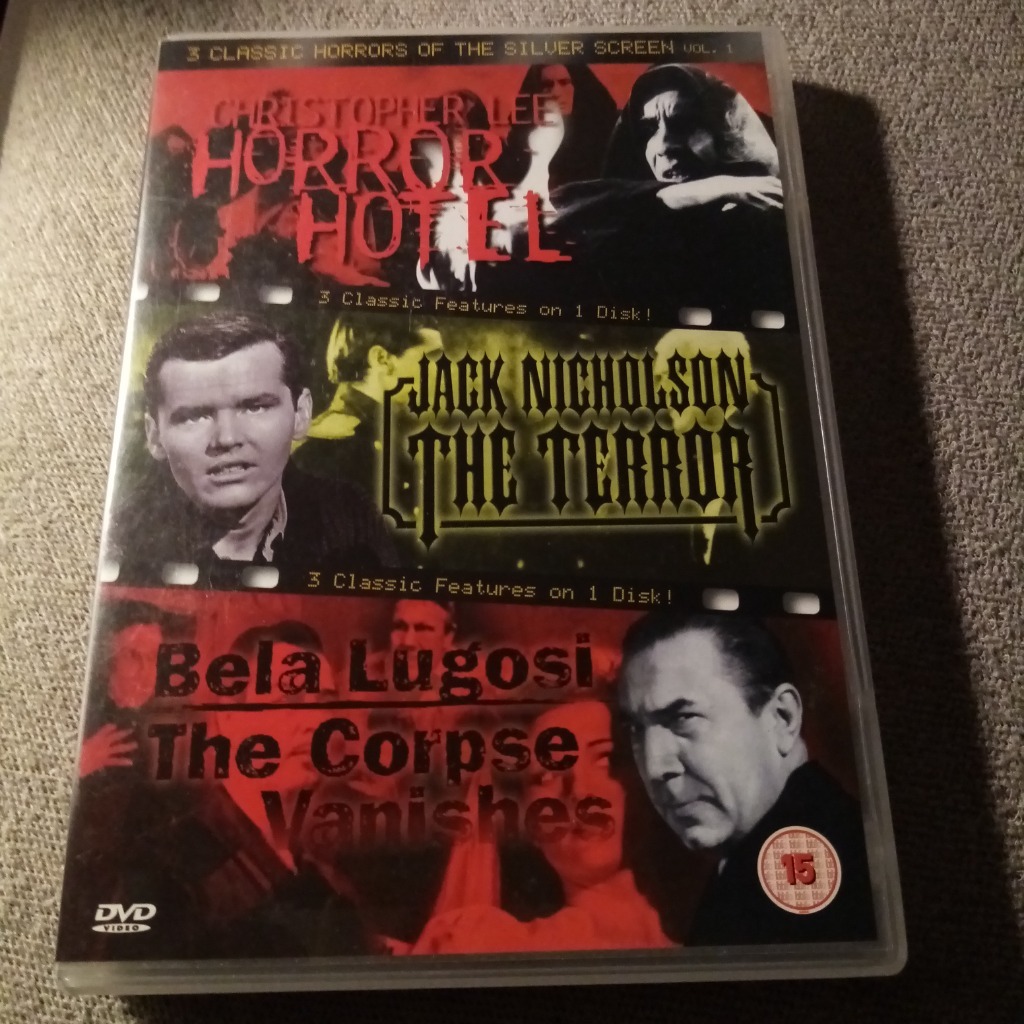 3 CLASSIC HORRORS OF THE SILVER SCREEN VOL. 1
CHRISTOPHER LEE
HORROR
HOTEL
3 Classic Features on 1 Disk!
JACK NICHOLSON
THE TERROR
3 Classic Features on 1 Disk!
Bela Lugosi
The Corpse
Vanishes
15
DVD
VIDEO